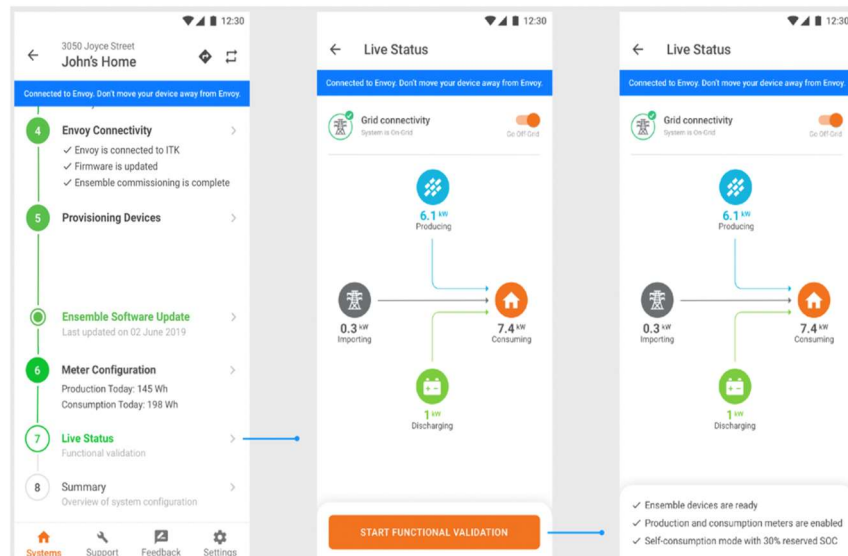 12:30
3050 Joyce Street
John's Home
Connected to Envoy. Don't move your device away from Envoy.
4
Envoy Connectivity
✓ Envoy is connected to ITK
✓ Firmware is updated
✓ Ensemble commissioning is complete
5
Provisioning Devices
Ensemble Software Update
Last updated on 02 June 2019
6
Meter Configuration
Production Today: 145 Wh
Consumption Today: 198 Wh
7
Live Status
Functional validation
8
Summary
Overview of system configuration
Systems
Support
Feedback
Settings
12:30
Live Status
Connected to Envoy. Don't move your device away from Envoy.
Grid connectivity
System is On-Grid
Go Off Grid
6.1 kW
Producing
0.3 kW
Importing
7.4 kW
Consuming
1 kW
Discharging
START FUNCTIONAL VALIDATION
12:30
Live Status
Connected to Envoy. Don't move your device away from Envoy.
Grid connectivity
System is On-Grid
Go Off Grid
6.1 kW
Producing
0.3 kW
Importing
7.4 kW
Consuming
1 kW
Discharging
✓ Ensemble devices are ready
✓ Production and consumption meters are enabled
✓ Self-consumption mode with 30% reserved SOC